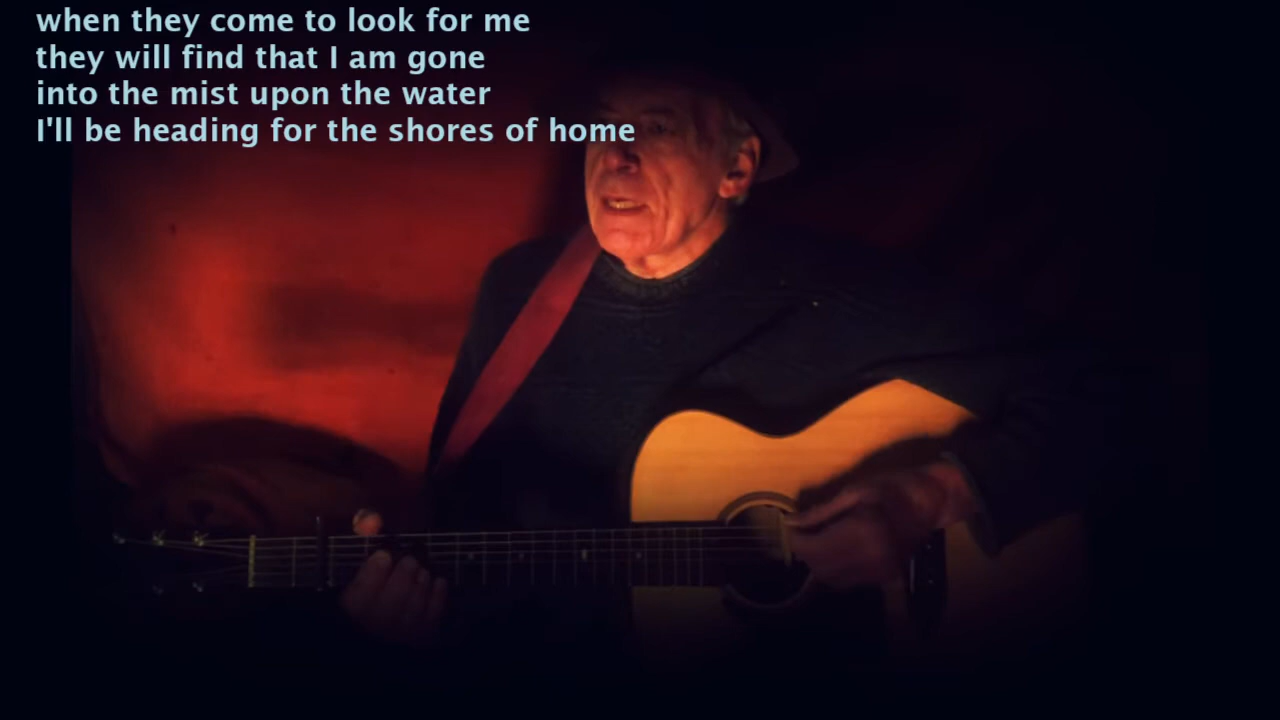 when they come to look for me
they will find that I am gone
into the mist upon the water
I'll be heading for the shores of home